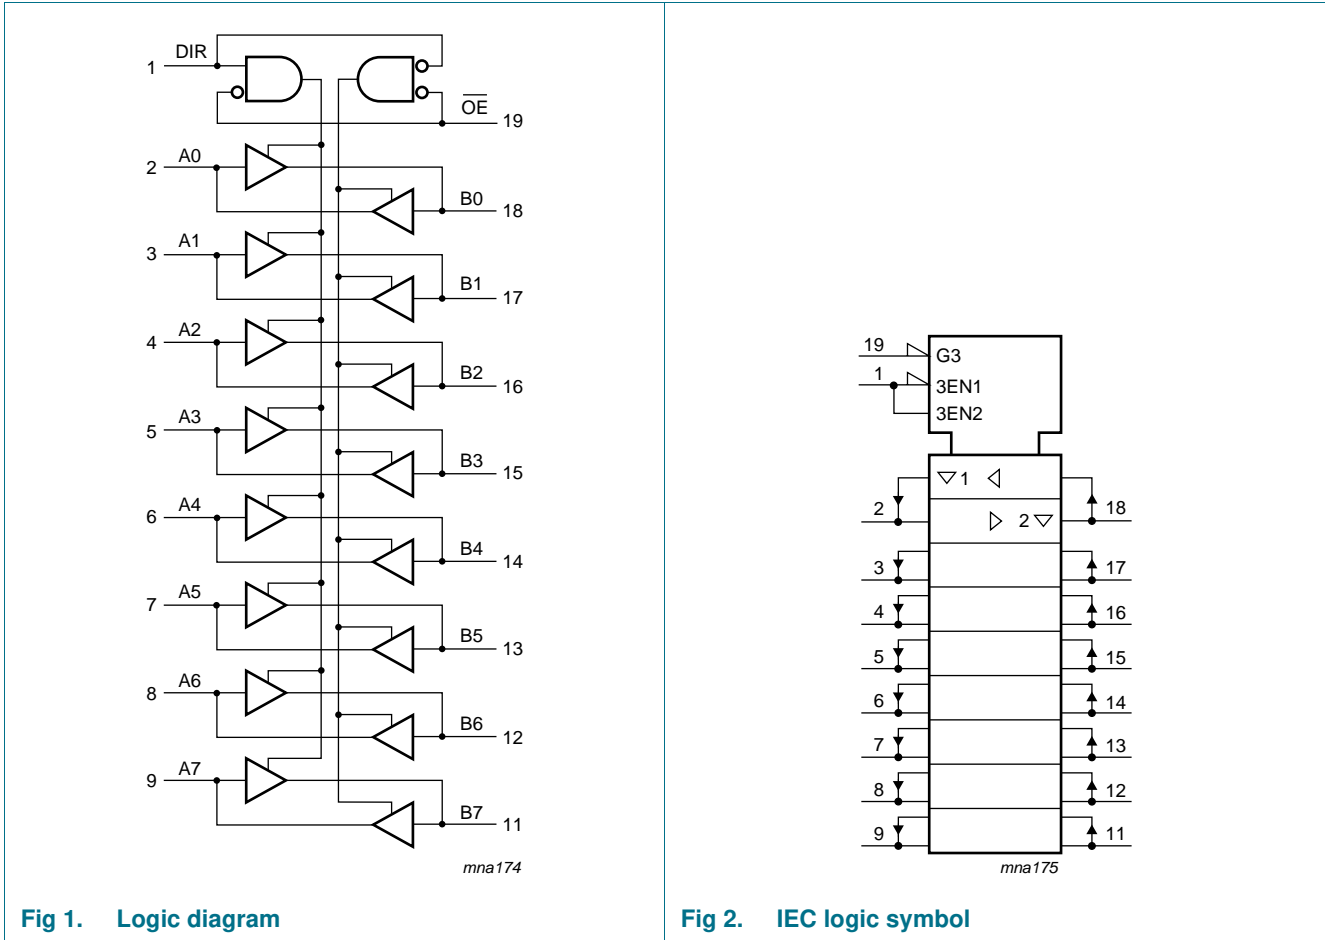 1 DIR
OE 19
2 A0
B0 18
3 A1
B1 17
4 A2
B2 16
5 A3
B3 15
6 A4
B4 14
7 A5
B5 13
8 A6
B6 12
9 A7
B7 11
mna174
Fig 1. Logic diagram
19 G3
1 3EN1
3EN2
1
2 18
2
3 17
4 16
5 15
6 14
7 13
8 12
9 11
mna175
Fig 2. IEC logic symbol